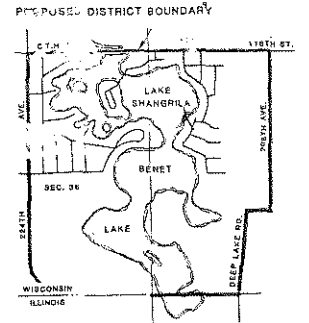 PROPOSED DISTRICT BOUNDARY
C.T.H.
116TH ST.
LAKE
SHANGRILA
AVE.
208TH AVE.
BENET
SEC. 36
224TH
LAKE
DEEP LAKE RD.
WISCONSIN
ILLINOIS